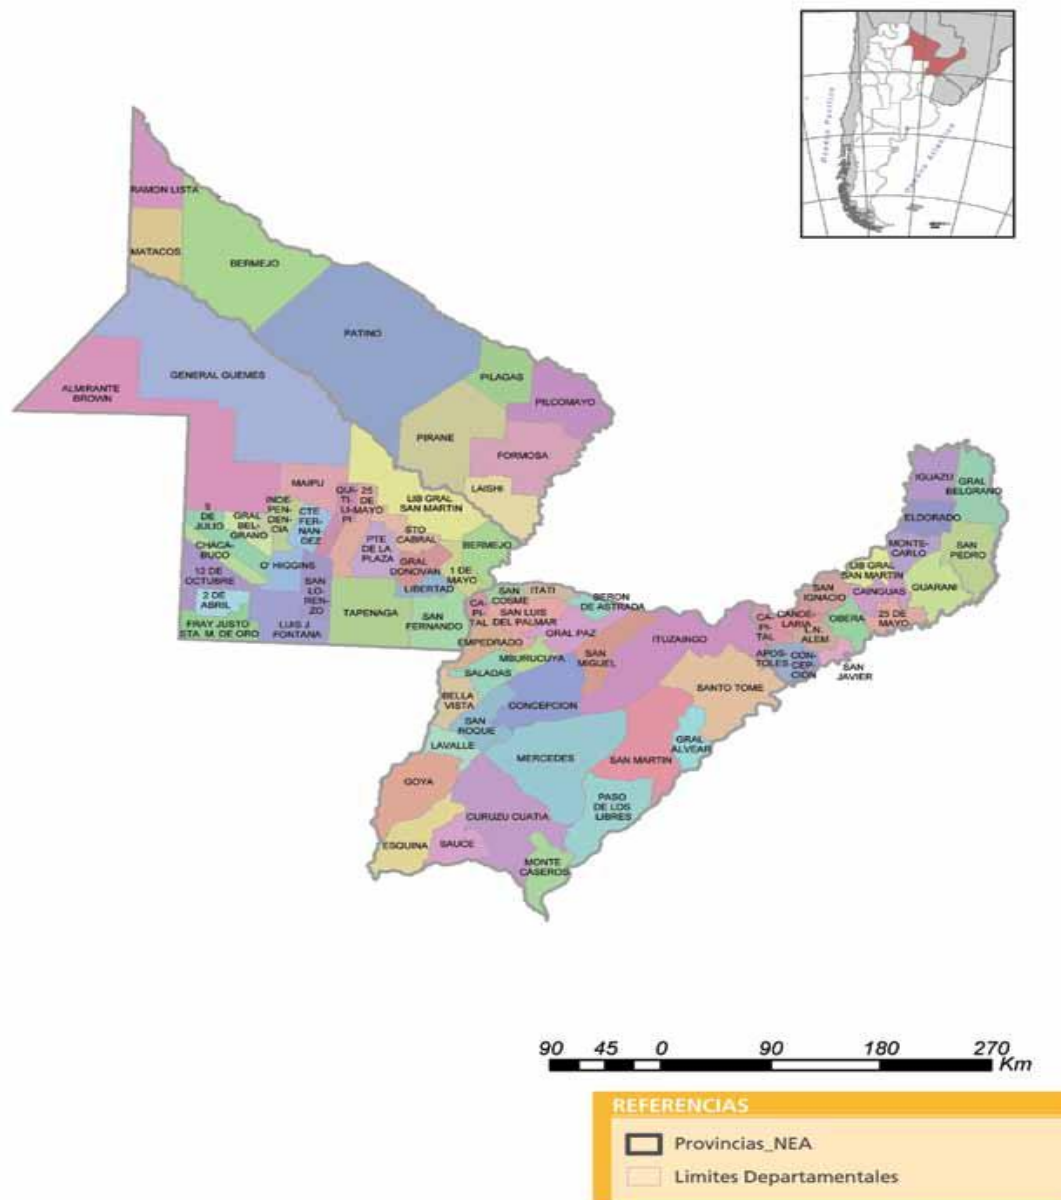 Oceano Pacifico
Oceano Atlantico
RAMON LISTA
MATACOS
BERMEJO
PATINO
GENERAL GUEMES
ALMIRANTE
BROWN
PILAGAS
PILCOMAYO
PIRANE
FORMOSA
LAISHI
MAIPU
QUI-
TI-
LI-
PI
25
DE
MAYO
LIB GRAL
SAN MARTIN
INDE
PEN-
DEN-
CIA
CTE
FER-
NAN-
DEZ
DE
JULIO
GRAL
BEL-
GRANO
CHACA-
BUCO
12 DE
OCTUBRE
2 DE
ABRIL
FRAY JUSTO
STA. M. DE ORO
O' HIGGINS
SAN
LO-
REN-
ZO
LUIS J.
FONTANA
PTE
DE LA
PLAZA
STO
CABRAL
GRAL
DONOVAN
1 DE
MAYO
BERMEJO
LIBERTAD
TAPENAGA
SAN
FERNANDO
CA-
PI-
TAL
SAN
COSME
ITATI
SAN LUIS
DEL PALMAR
BERON
DE ASTRADA
GRAL PAZ
EMPEDRADO
MBURUCUYA
SAN
MIGUEL
ITUZAINGO
SALADAS
BELLA
VISTA
CONCEPCION
SAN
ROQUE
LAVALLE
SANTO TOME
MERCEDES
SAN MARTIN
GRAL
ALVEAR
GOYA
CURUZU CUATIA
PASO
DE LOS
LIBRES
ESQUINA
SAUCE
MONTE
CASEROS
IGUAZU
GRAL
BELGRANO
ELDORADO
MONTE-
CARLO
SAN
PEDRO
LIB GRAL
SAN MARTIN
GUARANI
CAINGUAS
SAN
IGNACIO
25 DE
MAYO
OBERA
CANDE-
LARIA
L.N.
ALEM
CA-
PI-
TAL
APOS-
TOLES
CON-
CEP-
CIÓN
SAN
JAVIER
90 45 0 90 180 270
Km
REFERENCIAS
Provincias_NEA
Limites Departamentales